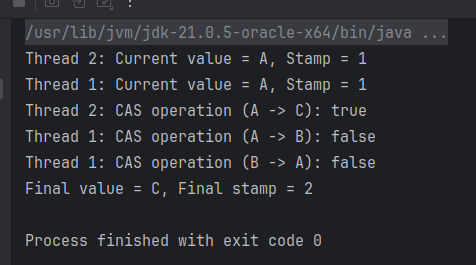 /usr/lib/jvm/jdk-21.0.5-oracle-x64/bin/java ...
Thread 2: Current value = A, Stamp = 1
Thread 1: Current value = A, Stamp = 1
Thread 2: CAS operation (A -> C): true
Thread 1: CAS operation (A -> B): false
Thread 1: CAS operation (B -> A): false
Final value = C, Final stamp = 2
Process finished with exit code 0